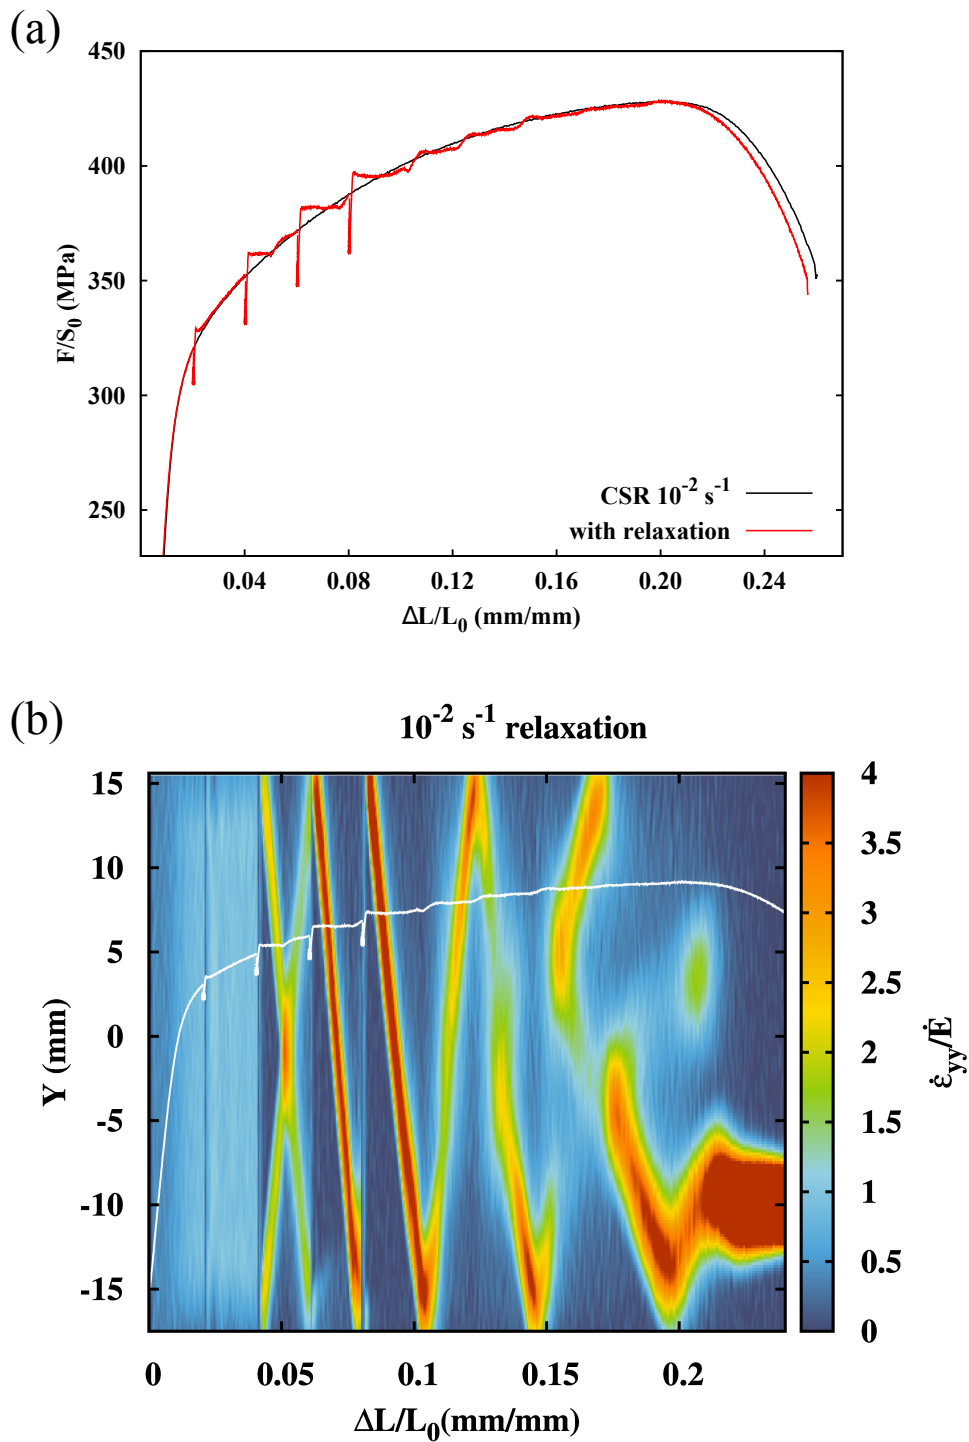 (a)
450
400
350
300
250
F/S0 (MPa)
CSR 10-2 s-1
with relaxation
0.04 0.08 0.12 0.16 0.20 0.24
ΔL/L0 (mm/mm)
(b)
10-2 s-1 relaxation
15
10
5
0
-5
-10
-15
Y (mm)
0 0.05 0.1 0.15 0.2
ΔL/L0(mm/mm)
4
3.5
3
2.5
2
1.5
1
0.5
0
ε̇yy/Ė